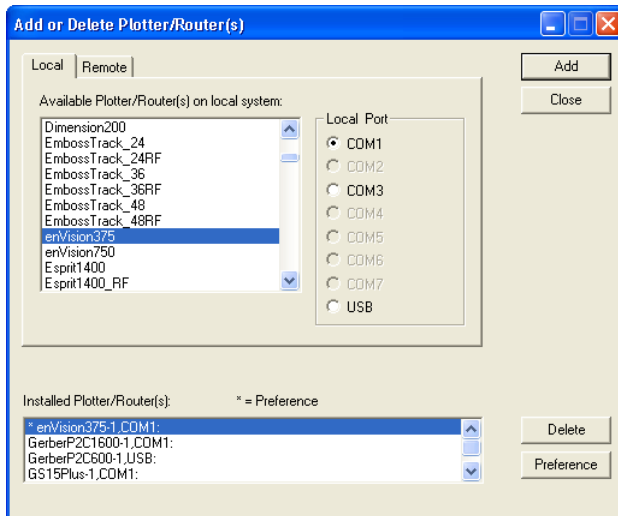 Add or Delete Plotter/Router(s)
Local
Remote
Add
Close
Available Plotter/Router(s) on local system:
Dimension200
EmbossTrack_24
EmbossTrack_24RF
EmbossTrack_36
EmbossTrack_36RF
EmbossTrack_48
EmbossTrack_48RF
enVision375
enVision750
Esprit1400
Esprit1400_RF
Local Port
COM1
COM2
COM3
COM4
COM5
COM6
COM7
USB
Installed Plotter/Router(s): * = Preference
* enVision375-1,COM1:
GerberP2C1600-1,COM1:
GerberP2C600-1,USB:
GS15Plus-1,COM1:
Delete
Preference